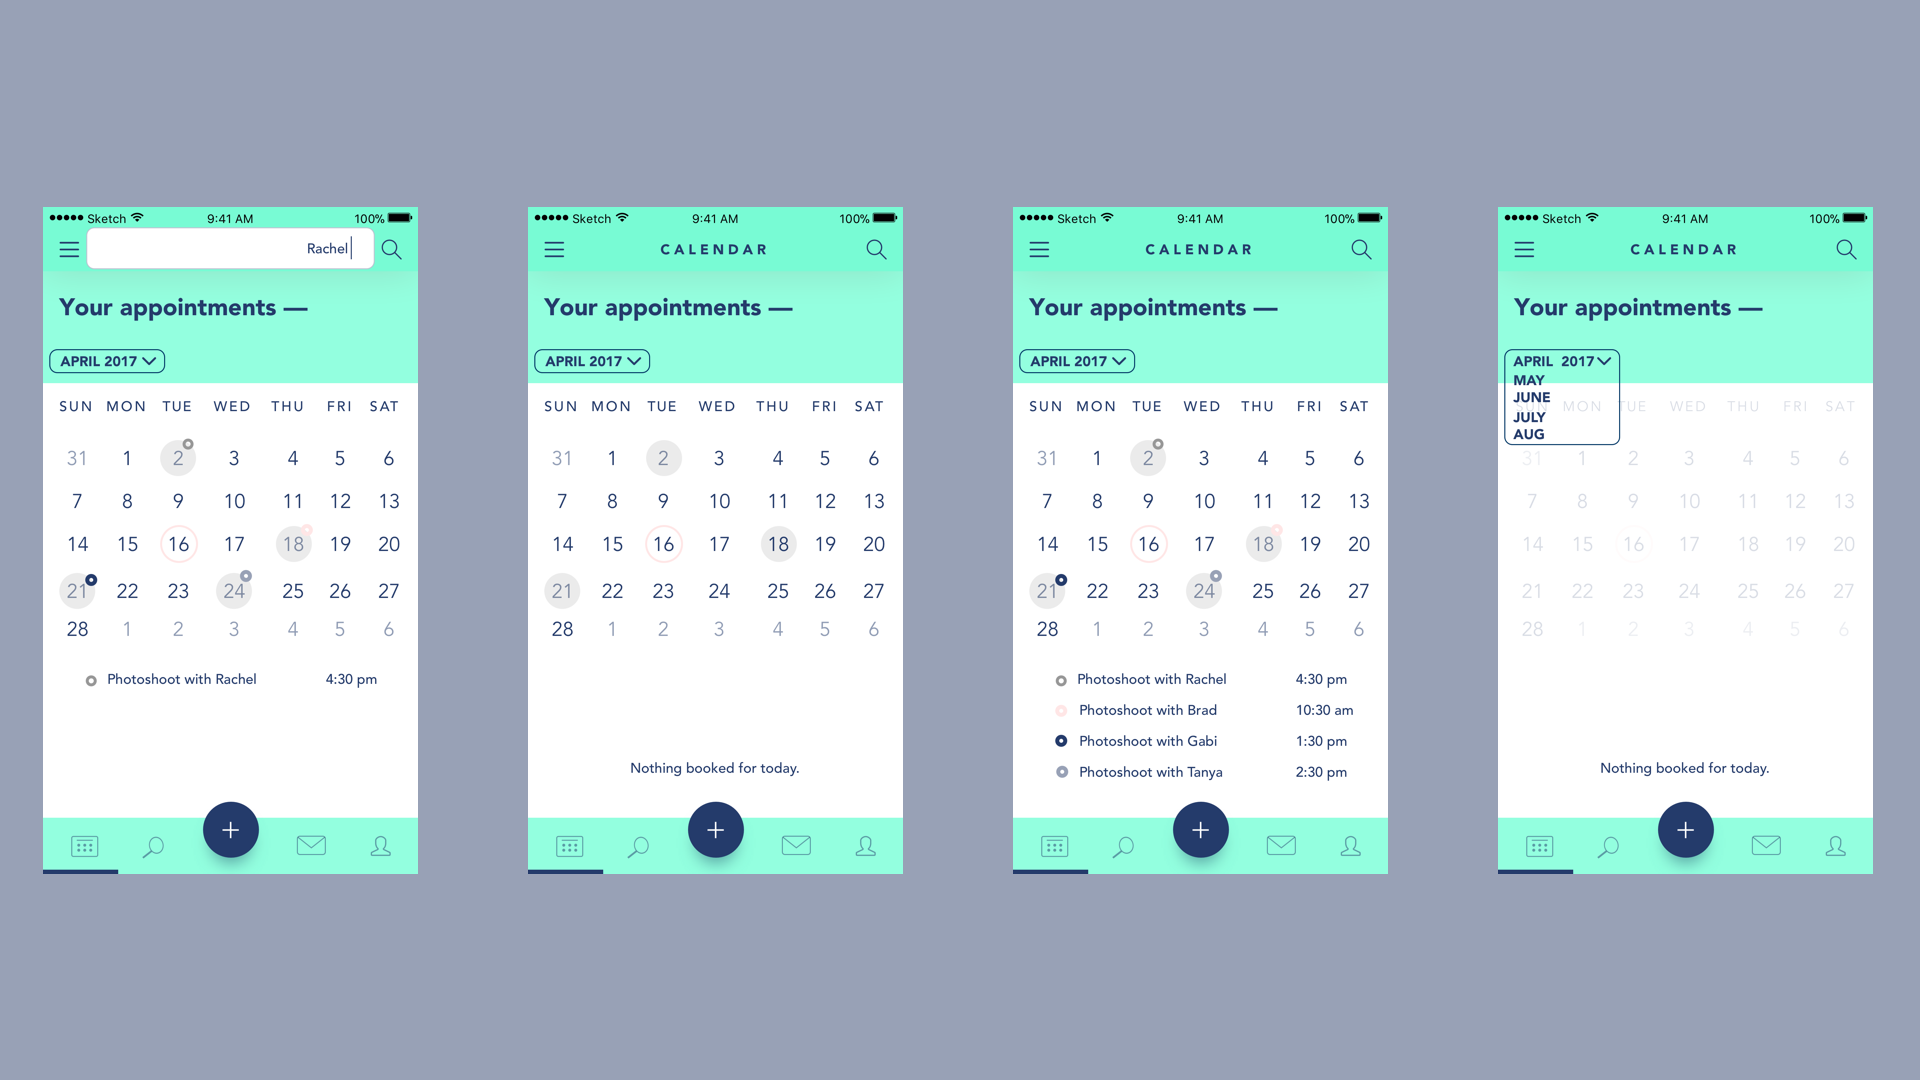 Sketch 9:41 AM 100%
Rachel
Your appointments —
APRIL 2017
SUN MON TUE WED THU FRI SAT
31 1 2 3 4 5 6
7 8 9 10 11 12 13
14 15 16 17 18 19 20
21 22 23 24 25 26 27
28 1 2 3 4 5 6
Photoshoot with Rachel 4:30 pm
Sketch 9:41 AM 100%
CALENDAR
Your appointments —
APRIL 2017
SUN MON TUE WED THU FRI SAT
31 1 2 3 4 5 6
7 8 9 10 11 12 13
14 15 16 17 18 19 20
21 22 23 24 25 26 27
28 1 2 3 4 5 6
Nothing booked for today.
Sketch 9:41 AM 100%
CALENDAR
Your appointments —
APRIL 2017
SUN MON TUE WED THU FRI SAT
31 1 2 3 4 5 6
7 8 9 10 11 12 13
14 15 16 17 18 19 20
21 22 23 24 25 26 27
28 1 2 3 4 5 6
Photoshoot with Rachel 4:30 pm
Photoshoot with Brad 10:30 am
Photoshoot with Gabi 1:30 pm
Photoshoot with Tanya 2:30 pm
Sketch 9:41 AM 100%
CALENDAR
Your appointments —
APRIL 2017
MAY
JUNE
JULY
AUG
SUN MON TUE WED THU FRI SAT
31 1 2 3 4 5 6
7 8 9 10 11 12 13
14 15 16 17 18 19 20
21 22 23 24 25 26 27
28 1 2 3 4 5 6
Nothing booked for today.